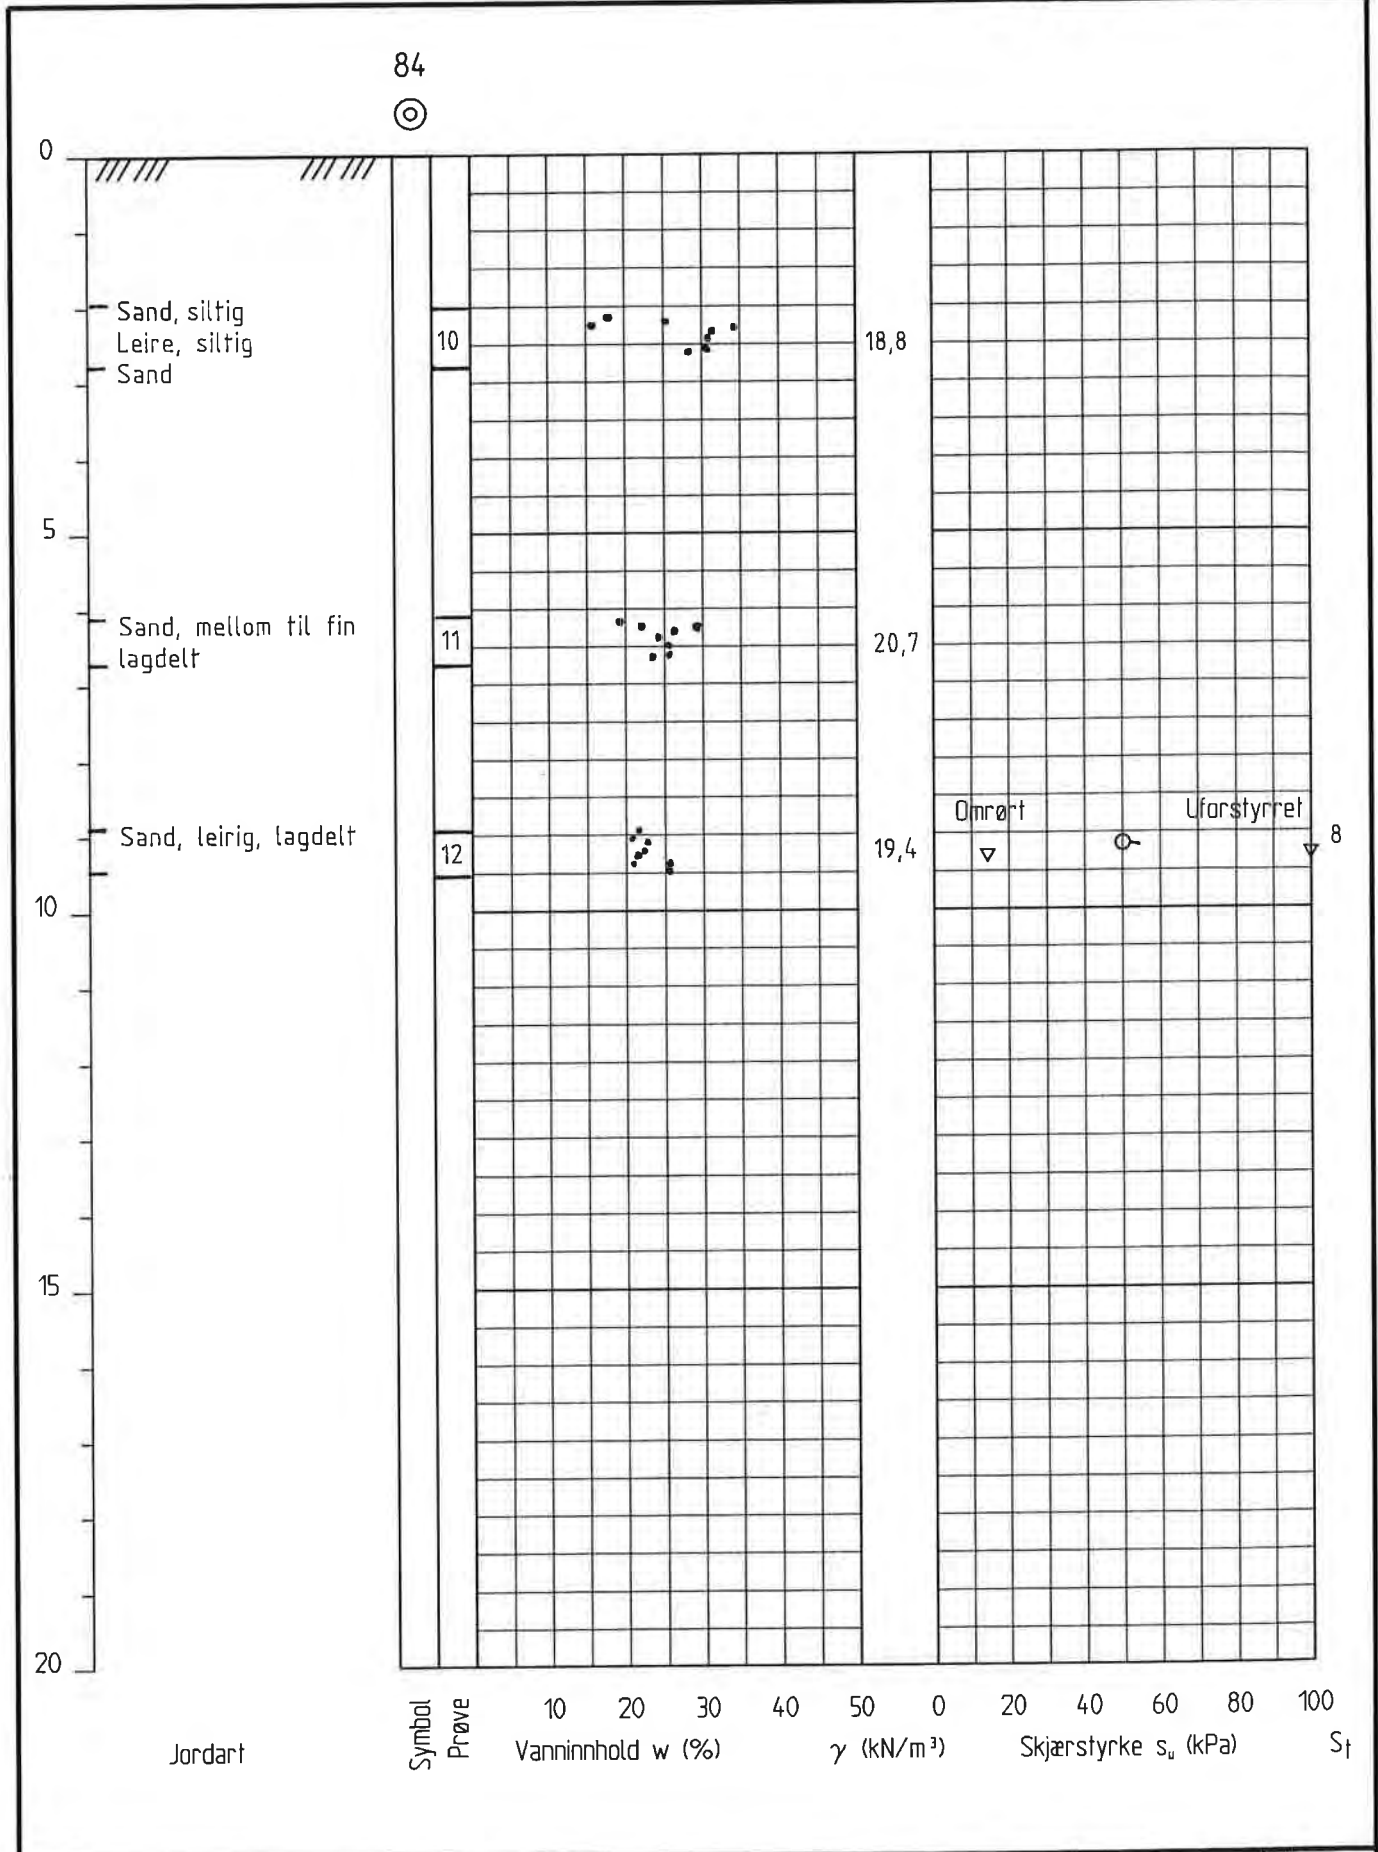 84
0
Sand, siltig
Leire, siltig
Sand
10
18,8
5
Sand, mellom til fin
lagdelt
11
20,7
Omrørt
Uforstyrret
8
Sand, leirig, lagdelt
12
19,4
10
15
20
Symbol
Prøve
10 20 30 40 50
0 20 40 60 80 100
Jordart
Vanninnhold w (%)
γ (kN/m³)
Skjærstyrke sᵤ (kPa)
St